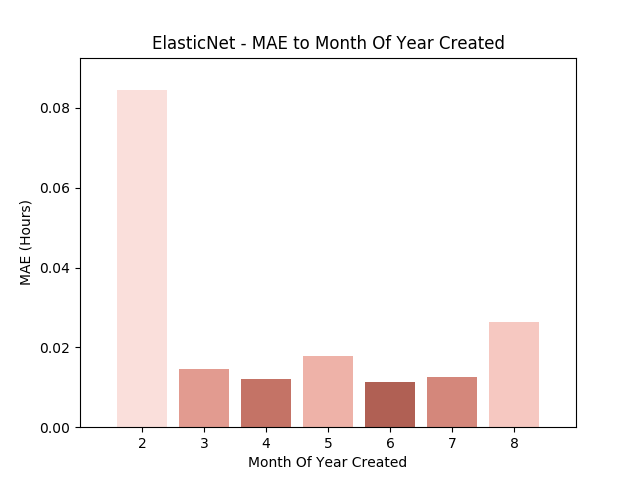 ElasticNet - MAE to Month Of Year Created
0.08
0.06
0.04
0.02
0.00
MAE (Hours)
2 3 4 5 6 7 8
Month Of Year Created